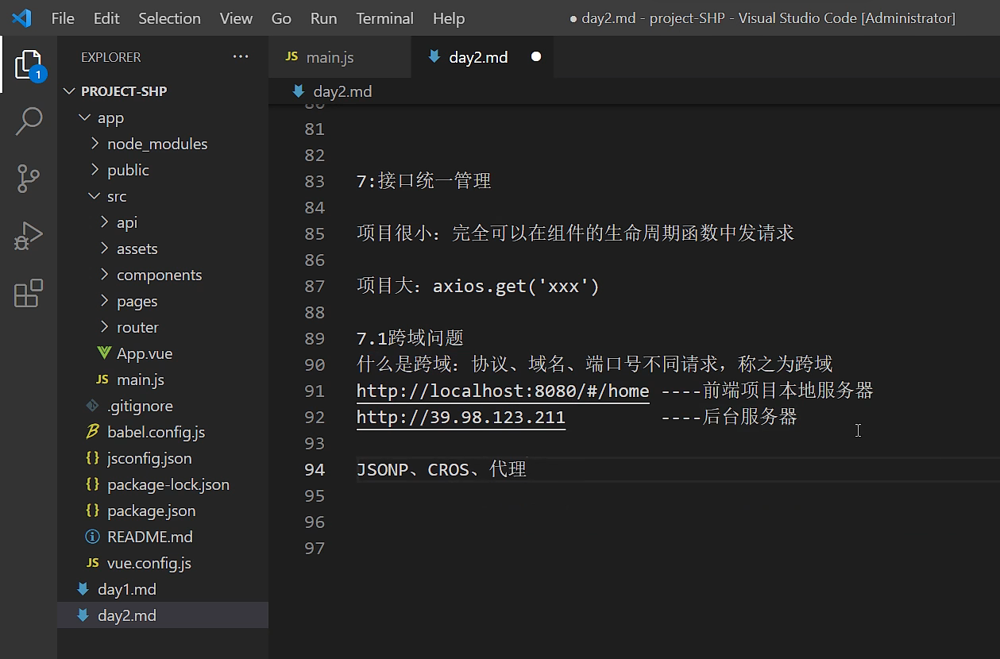 File Edit Selection View Go Run Terminal Help ● day2.md - project-SHP - Visual Studio Code [Administrator]
EXPLORER ···
JS main.js
day2.md ●
1
PROJECT-SHP
day2.md
app
node_modules
public
src
api
assets
components
pages
router
App.vue
JS main.js
.gitignore
babel.config.js
{} jsconfig.json
{} package-lock.json
{} package.json
README.md
JS vue.config.js
day1.md
day2.md
80
81
82
83 7:接口统一管理
84
85 项目很小：完全可以在组件的生命周期函数中发请求
86
87 项目大：axios.get('xxx')
88
89 7.1跨域问题
90 什么是跨域：协议、域名、端口号不同请求，称之为跨域
91 http://localhost:8080/#/home ----前端项目本地服务器
92 http://39.98.123.211 ----后台服务器
93
94 JSONP、CROS、代理
95
96
97